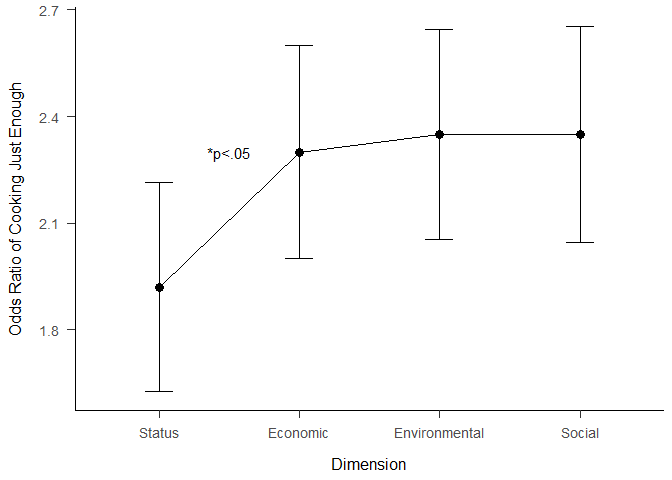 2.7
2.4
2.1
1.8
Odds Ratio of Cooking Just Enough
*p<.05
Status Economic Environmental Social
Dimension